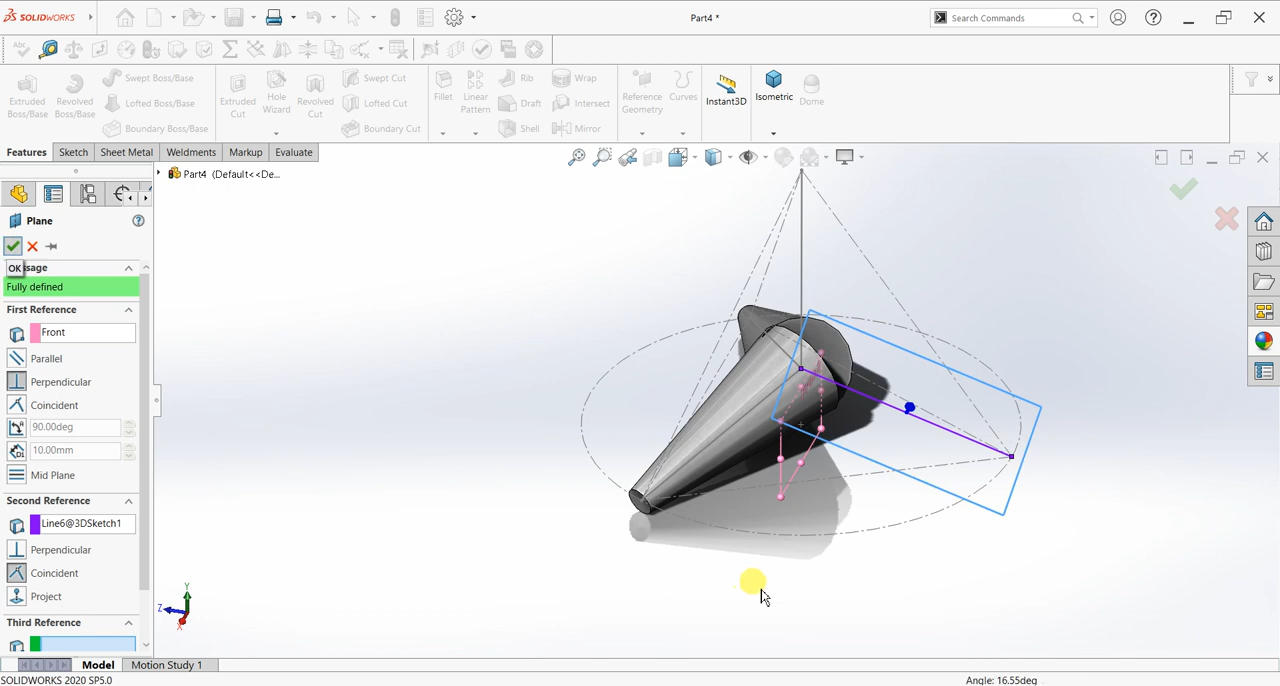 SOLIDWORKS
Part4 *
Search Commands
Extruded Boss/Base
Revolved Boss/Base
Swept Boss/Base
Lofted Boss/Base
Boundary Boss/Base
Extruded Cut
Hole Wizard
Revolved Cut
Swept Cut
Lofted Cut
Boundary Cut
Fillet
Linear Pattern
Rib
Draft
Shell
Wrap
Intersect
Mirror
Reference Geometry
Curves
Instant3D
Isometric
Dome
Features
Sketch
Sheet Metal
Weldments
Markup
Evaluate
Part4 (Default<<De...
Plane
OK
ssage
Fully defined
First Reference
Front
Parallel
Perpendicular
Coincident
90.00deg
10.00mm
Mid Plane
Second Reference
Line6@3DSketch1
Perpendicular
Coincident
Project
Third Reference
Y
Z
X
Model
Motion Study 1
SOLIDWORKS 2020 SP5.0
Angle: 16.55deg